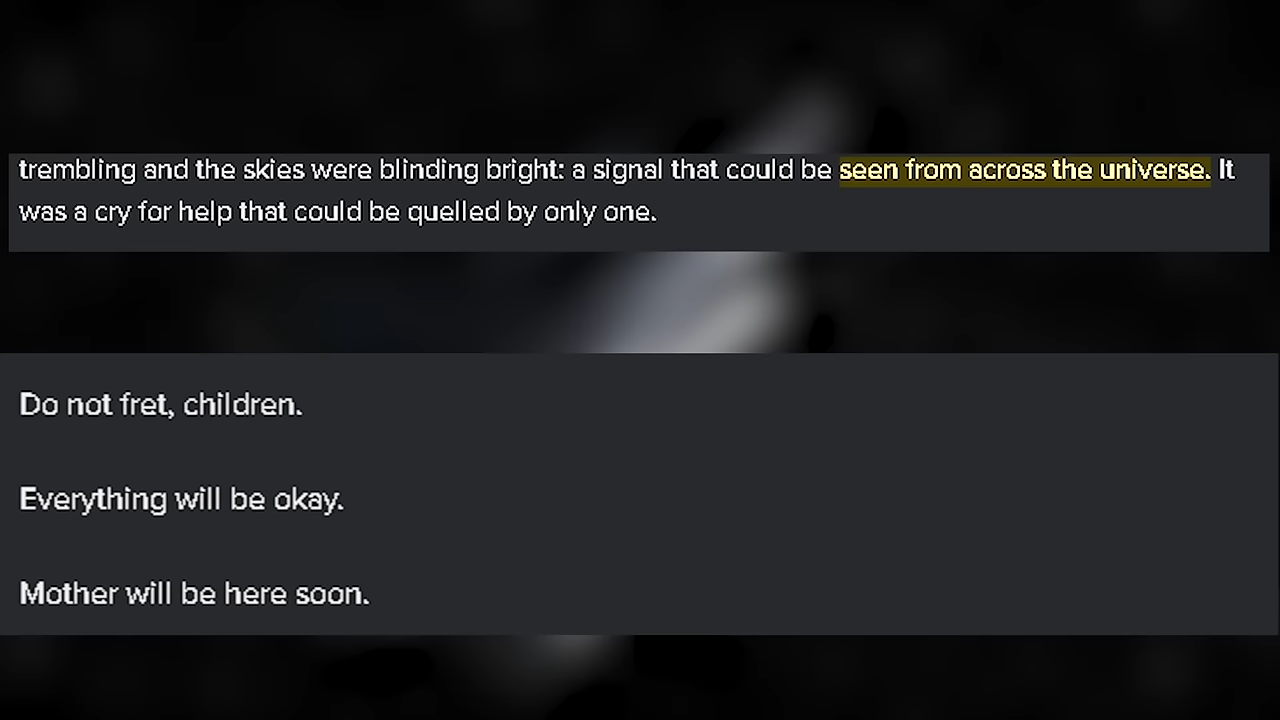 trembling and the skies were blinding bright: a signal that could be seen from across the universe. It
was a cry for help that could be quelled by only one.
Do not fret, children.
Everything will be okay.
Mother will be here soon.